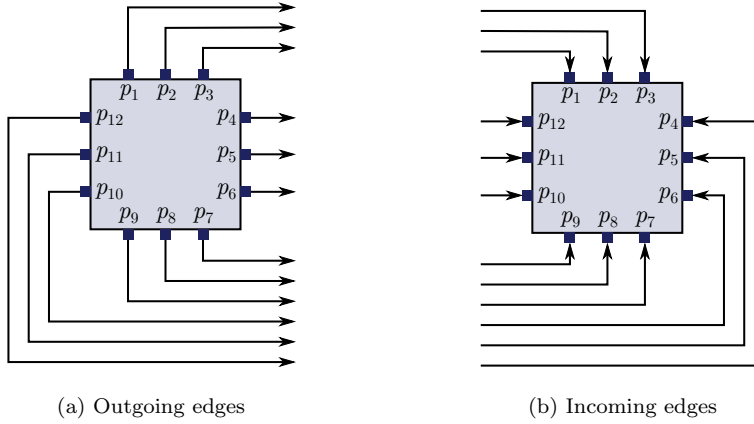 p1 p2 p3
p12 p4
p11 p5
p10 p6
p9 p8 p7
(a) Outgoing edges
p1 p2 p3
p12 p4
p11 p5
p10 p6
p9 p8 p7
(b) Incoming edges